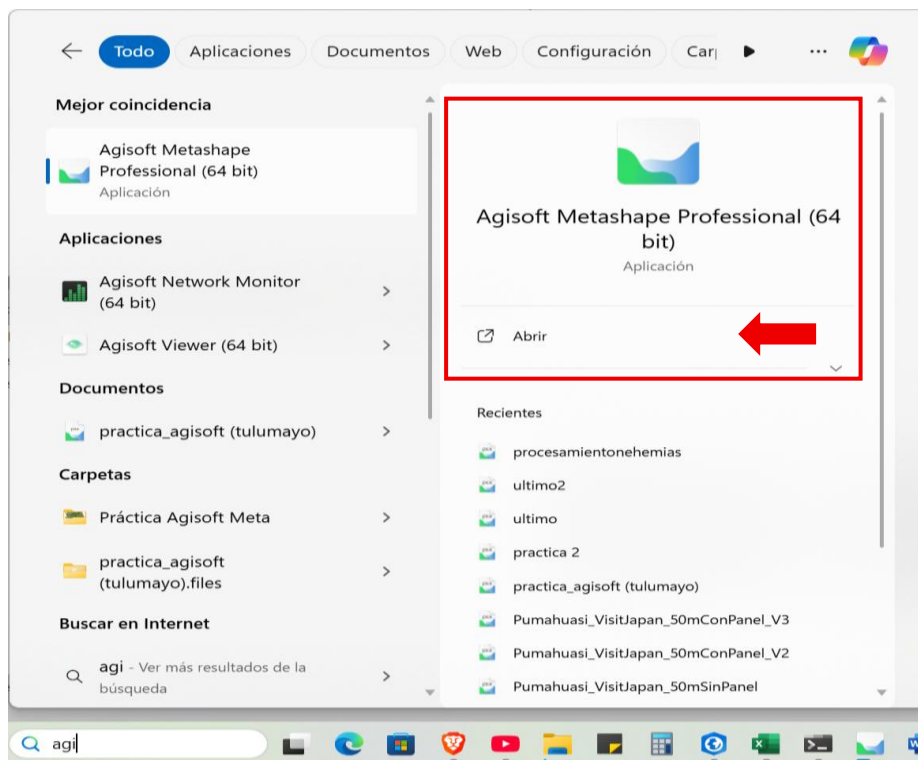 Todo
Aplicaciones
Documentos
Web
Configuración
Car
...
Mejor coincidencia
Agisoft Metashape
Professional (64 bit)
Aplicación
Aplicaciones
Agisoft Network Monitor
(64 bit)
Agisoft Viewer (64 bit)
Documentos
practica_agisoft (tulumayo)
Carpetas
Práctica Agisoft Meta
practica_agisoft
(tulumayo).files
Buscar en Internet
agi - Ver más resultados de la
búsqueda
Agisoft Metashape Professional (64
bit)
Aplicación
Abrir
Recientes
procesamientonehemias
ultimo2
ultimo
practica 2
practica_agisoft (tulumayo)
Pumahuasi_VisitJapan_50mConPanel_V3
Pumahuasi_VisitJapan_50mConPanel_V2
Pumahuasi_VisitJapan_50mSinPanel
agi